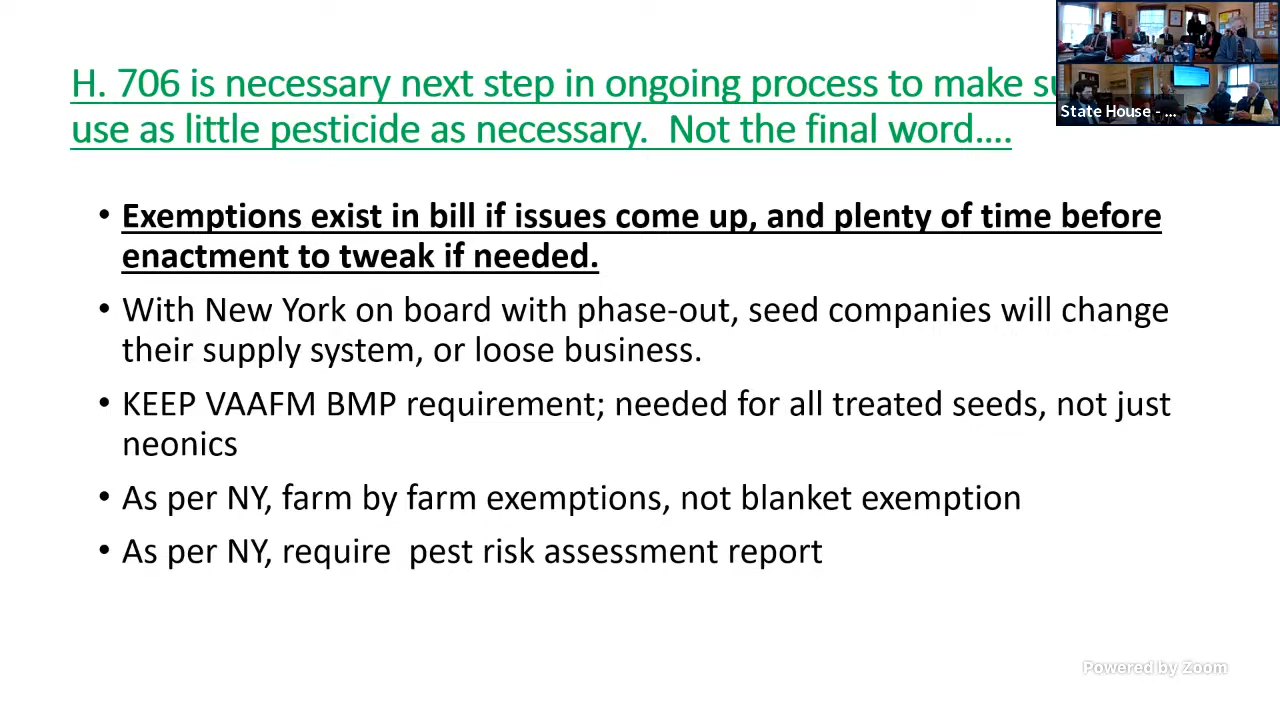 H. 706 is necessary next step in ongoing process to make
use as little pesticide as necessary. Not the final word....
State House - ...
• Exemptions exist in bill if issues come up, and plenty of time before
enactment to tweak if needed.
• With New York on board with phase-out, seed companies will change
their supply system, or loose business.
• KEEP VAAFM BMP requirement; needed for all treated seeds, not just
neonics
• As per NY, farm by farm exemptions, not blanket exemption
• As per NY, require pest risk assessment report
Powered by Zoom